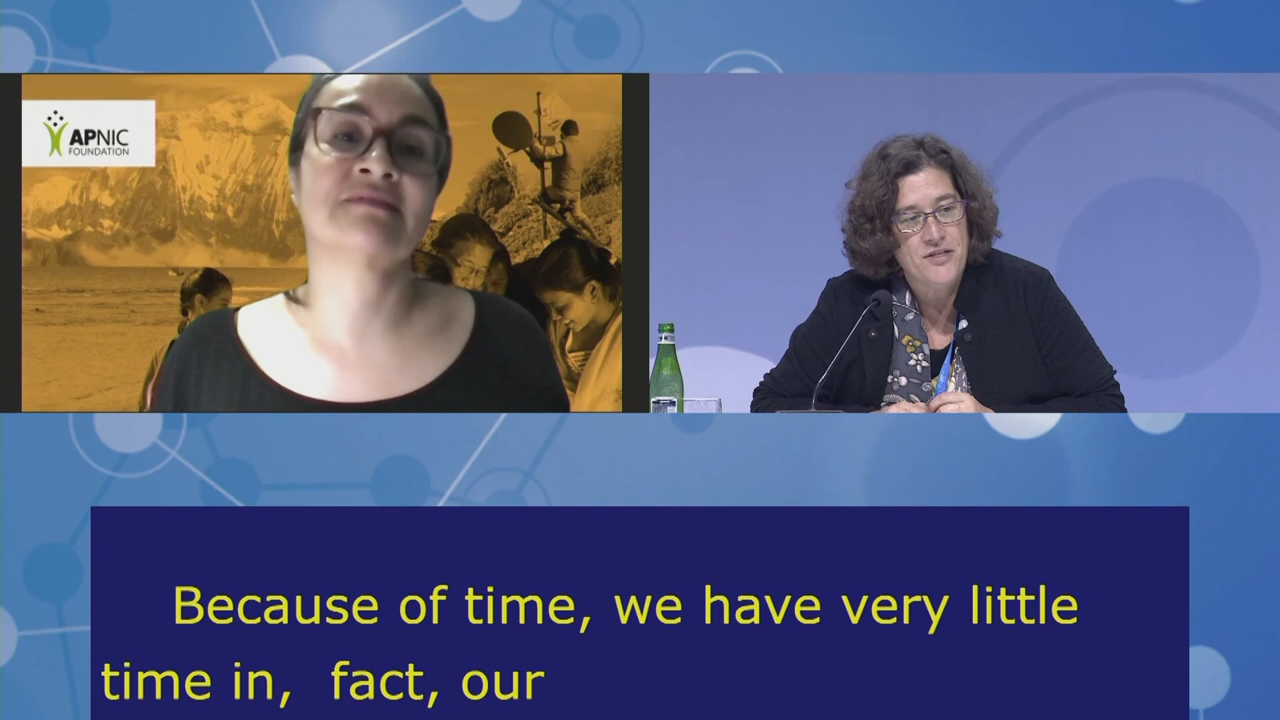 APNIC
FOUNDATION
Because of time, we have very little
time in, fact, our